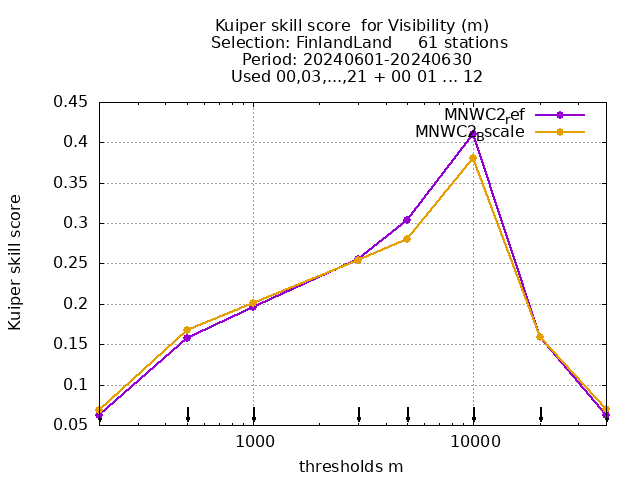 Kuiper skill score  for Visibility (m)
Selection: FinlandLand     61 stations
Period: 20240601-20240630
Used 00,03,...,21 + 00 01 ... 12
MNWC2_ref
MNWC2_Bscale
0.45
0.4
0.35
0.3
0.25
0.2
0.15
0.1
0.05
Kuiper skill score
1000
10000
thresholds m